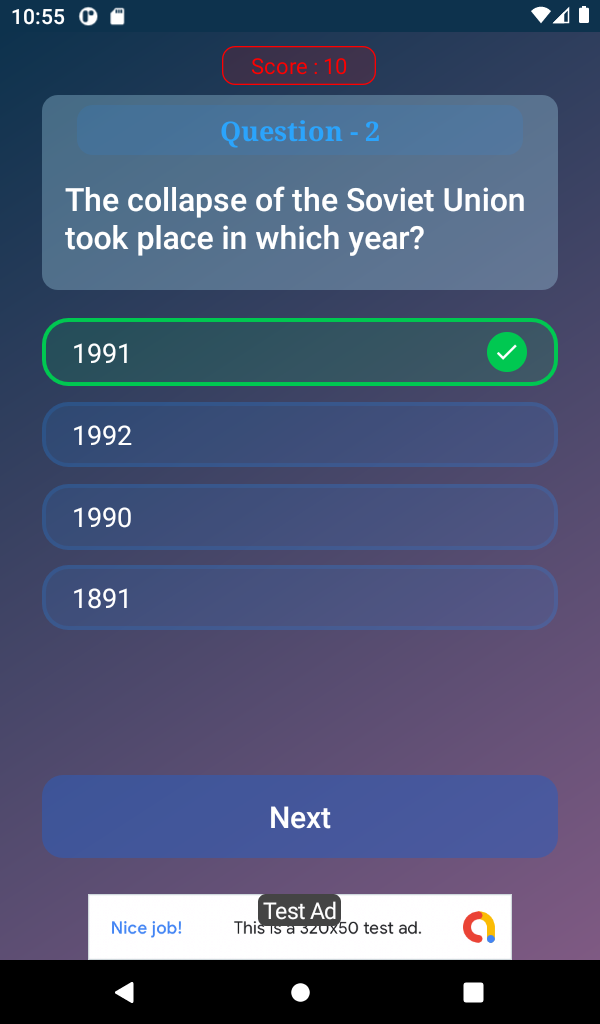 10:55
Score : 10
Question - 2
The collapse of the Soviet Union
took place in which year?
1991
1992
1990
1891
Next
Test Ad
Nice job!
This is a 320x50 test ad.